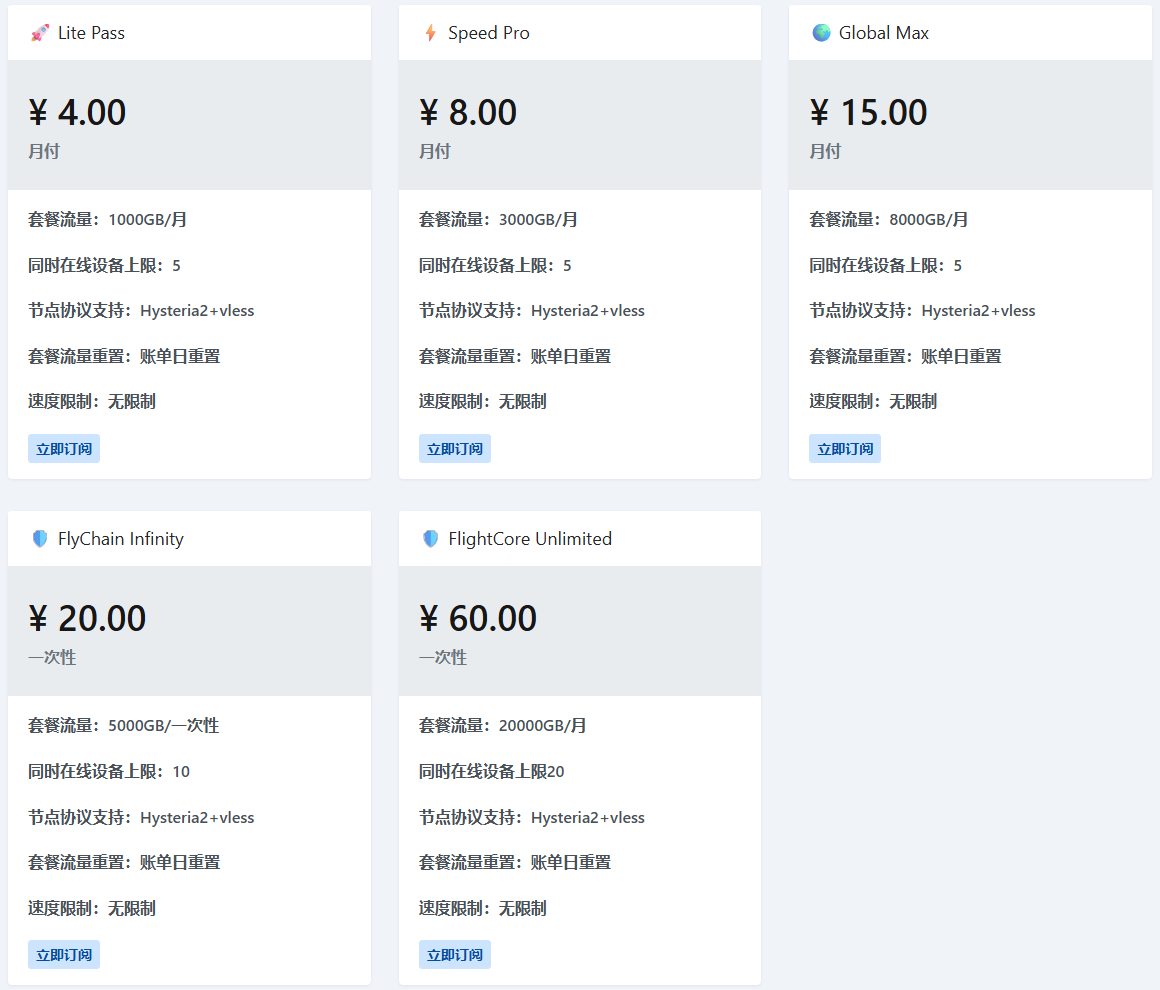 Lite Pass
¥ 4.00
月付
套餐流量：1000GB/月
同时在线设备上限：5
节点协议支持：Hysteria2+vless
套餐流量重置：账单日重置
速度限制：无限制
立即订阅
Speed Pro
¥ 8.00
月付
套餐流量：3000GB/月
同时在线设备上限：5
节点协议支持：Hysteria2+vless
套餐流量重置：账单日重置
速度限制：无限制
立即订阅
Global Max
¥ 15.00
月付
套餐流量：8000GB/月
同时在线设备上限：5
节点协议支持：Hysteria2+vless
套餐流量重置：账单日重置
速度限制：无限制
立即订阅
FlyChain Infinity
¥ 20.00
一次性
套餐流量：5000GB/一次性
同时在线设备上限：10
节点协议支持：Hysteria2+vless
套餐流量重置：账单日重置
速度限制：无限制
立即订阅
FlightCore Unlimited
¥ 60.00
一次性
套餐流量：20000GB/月
同时在线设备上限20
节点协议支持：Hysteria2+vless
套餐流量重置：账单日重置
速度限制：无限制
立即订阅